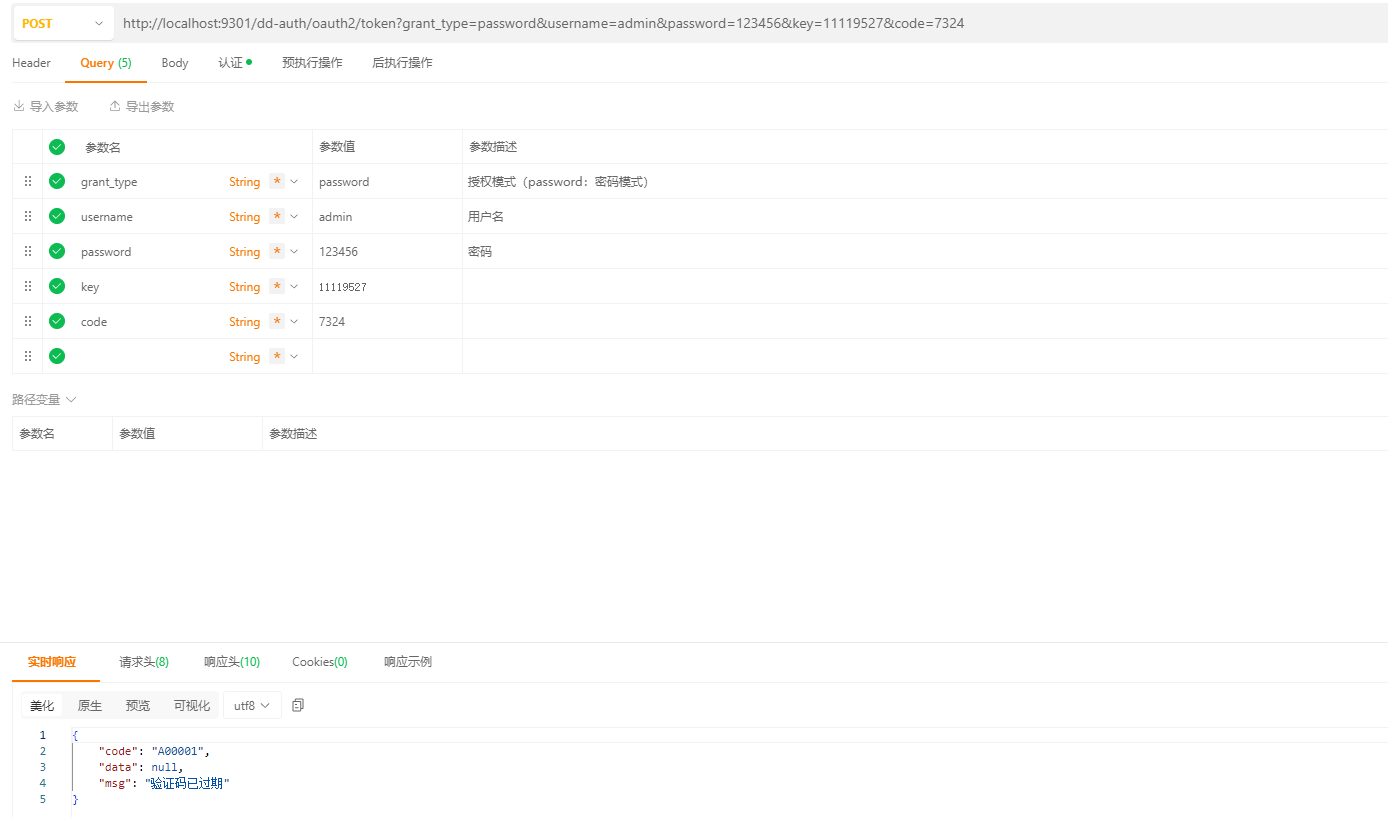 POST http://localhost:9301/dd-auth/oauth2/token?grant_type=password&username=admin&password=123456&key=11119527&code=7324
Header Query (5) Body 认证 预执行操作 后执行操作
导入参数 导出参数
参数名 参数值 参数描述
grant_type String * password 授权模式（password：密码模式）
username String * admin 用户名
password String * 123456 密码
key String * 11119527
code String * 7324
String *
路径变量
参数名 参数值 参数描述
实时响应 请求头(8) 响应头(10) Cookies(0) 响应示例
美化 原生 预览 可视化 utf8
1 {
2 "code": "A00001",
3 "data": null,
4 "msg": "验证码已过期"
5 }